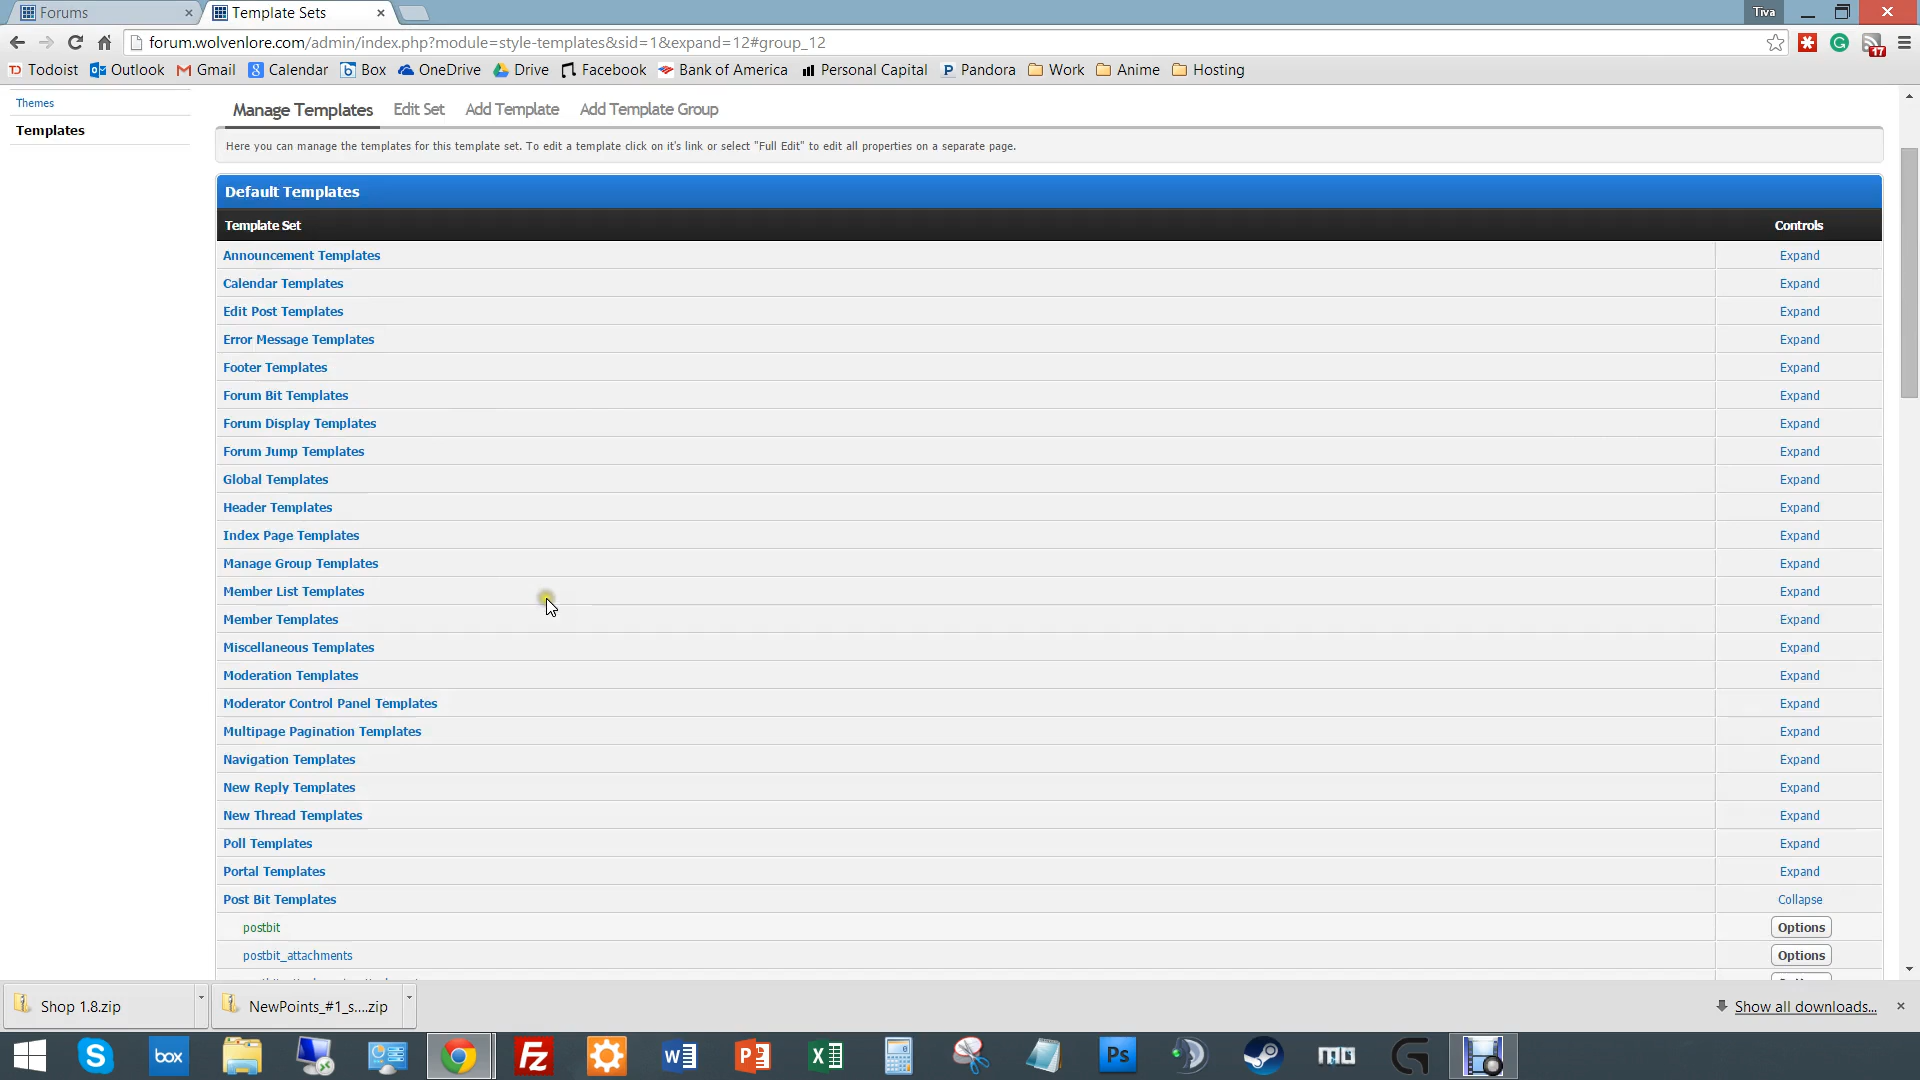 Forums
Template Sets
Tiva
forum.wolvenlore.com/admin/index.php?module=style-templates&sid=1&expand=12#group_12
17
Todoist Outlook Gmail Calendar Box OneDrive Drive Facebook Bank of America Personal Capital Pandora Work Anime Hosting
Themes
Templates
Manage Templates Edit Set Add Template Add Template Group
Here you can manage the templates for this template set. To edit a template click on it's link or select "Full Edit" to edit all properties on a separate page.
Default Templates
Template Set Controls
Announcement Templates Expand
Calendar Templates Expand
Edit Post Templates Expand
Error Message Templates Expand
Footer Templates Expand
Forum Bit Templates Expand
Forum Display Templates Expand
Forum Jump Templates Expand
Global Templates Expand
Header Templates Expand
Index Page Templates Expand
Manage Group Templates Expand
Member List Templates Expand
Member Templates Expand
Miscellaneous Templates Expand
Moderation Templates Expand
Moderator Control Panel Templates Expand
Multipage Pagination Templates Expand
Navigation Templates Expand
New Reply Templates Expand
New Thread Templates Expand
Poll Templates Expand
Portal Templates Expand
Post Bit Templates Collapse
postbit Options
postbit_attachments Options
Shop 1.8.zip NewPoints_#1_s....zip Show all downloads...
box Fz Ps